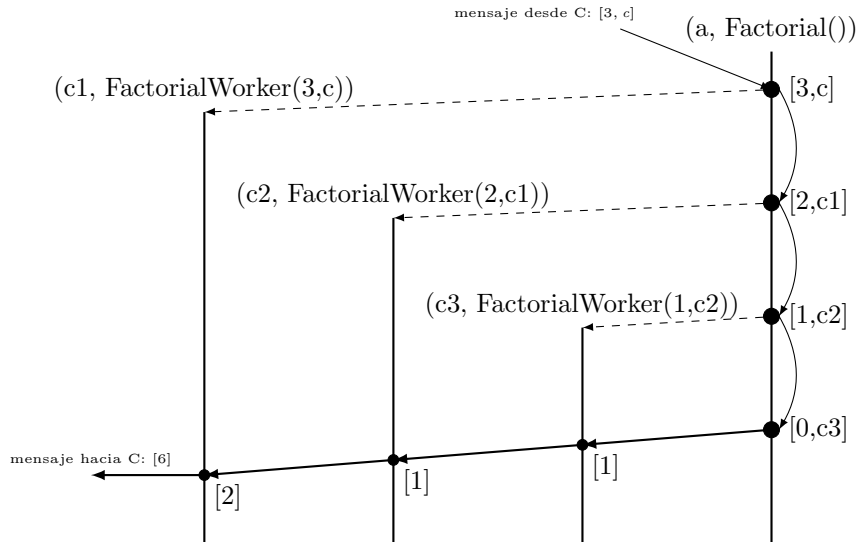 mensaje desde C: [3, c]
(a, Factorial())
(c1, FactorialWorker(3,c))
[3,c]
(c2, FactorialWorker(2,c1))
[2,c1]
(c3, FactorialWorker(1,c2))
[1,c2]
[0,c3]
mensaje hacia C: [6]
[2]
[1]
[1]